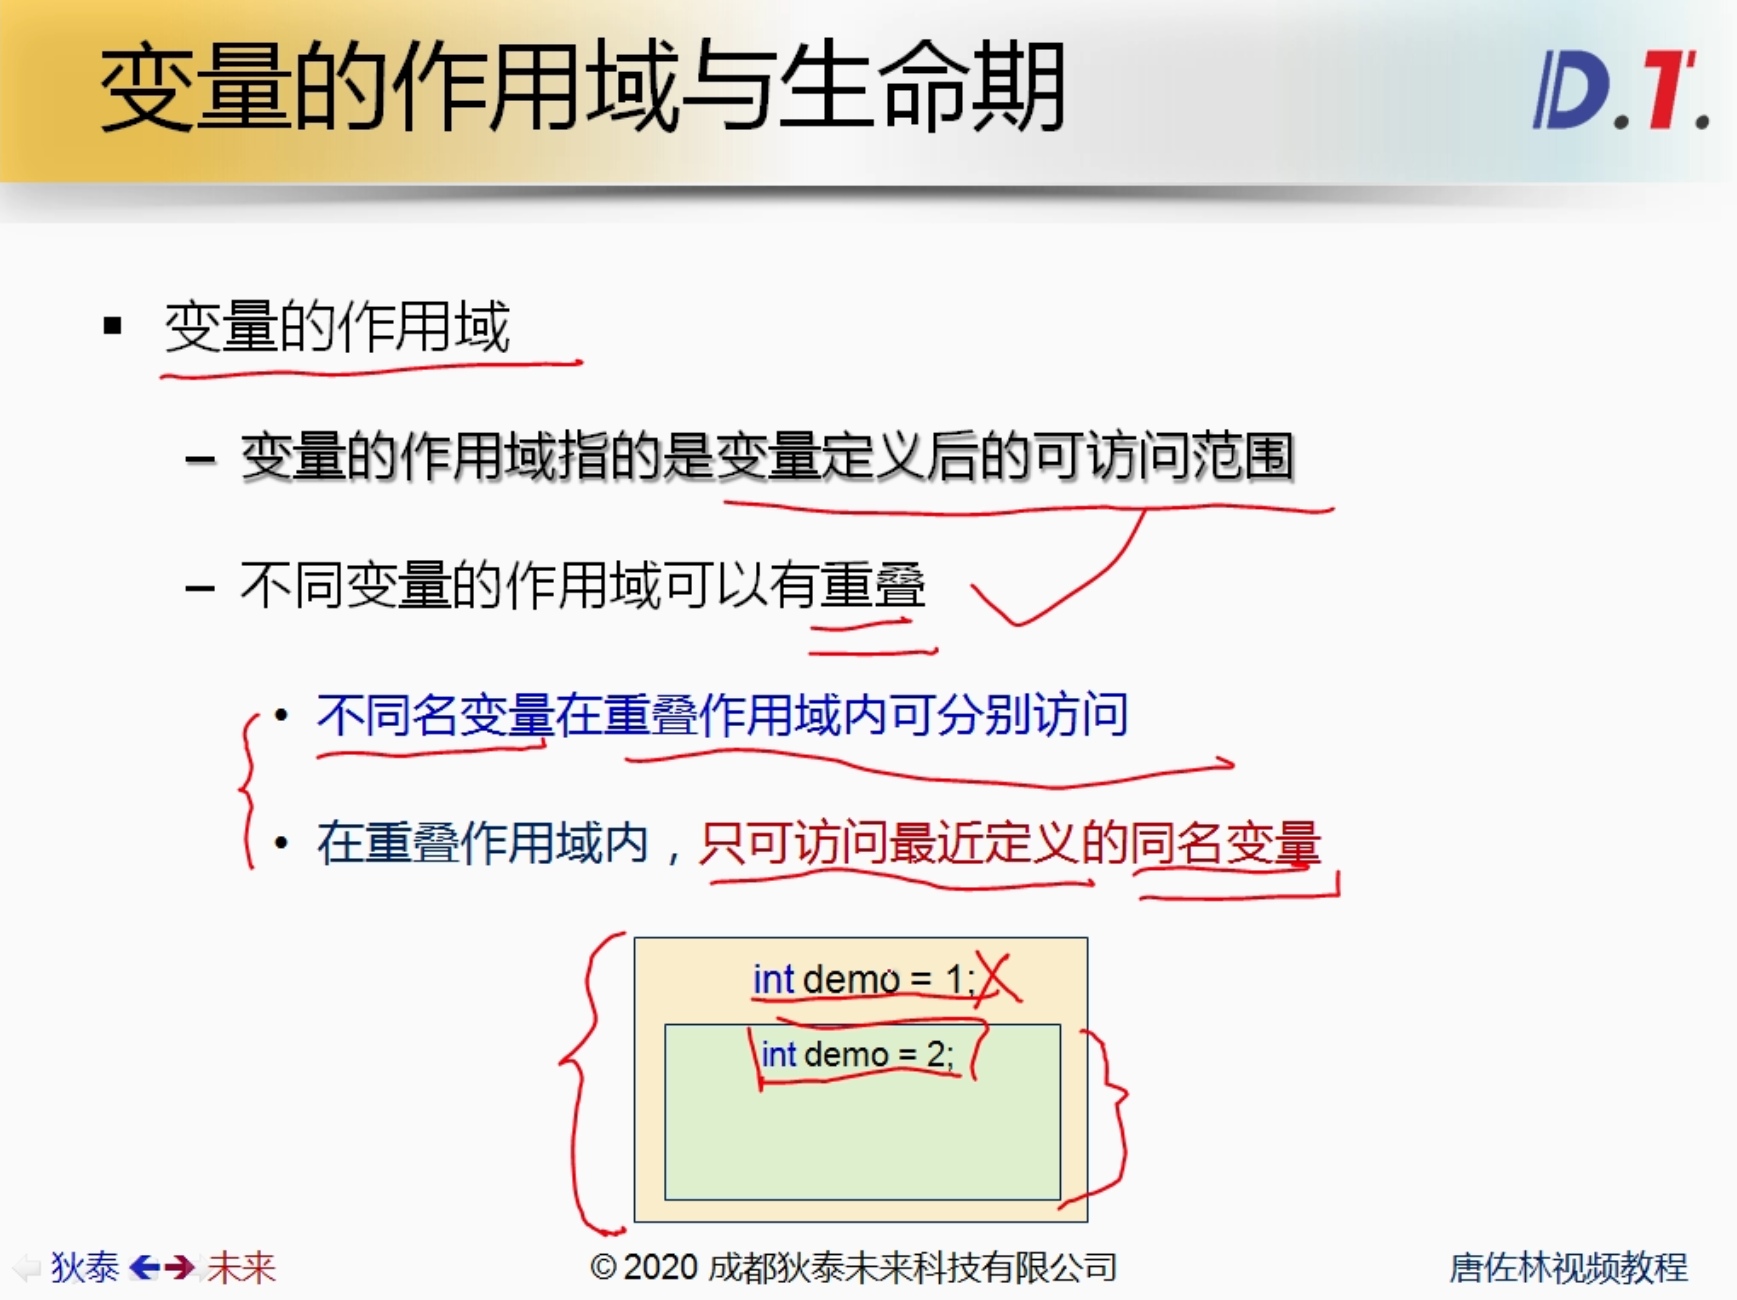 变量的作用域与生命期
D.T.
▪ 变量的作用域
– 变量的作用域指的是变量定义后的可访问范围
– 不同变量的作用域可以有重叠
• 不同名变量在重叠作用域内可分别访问
• 在重叠作用域内，只可访问最近定义的同名变量
int demo = 1;
int demo = 2;
狄泰 未来
© 2020 成都狄泰未来科技有限公司
唐佐林视频教程